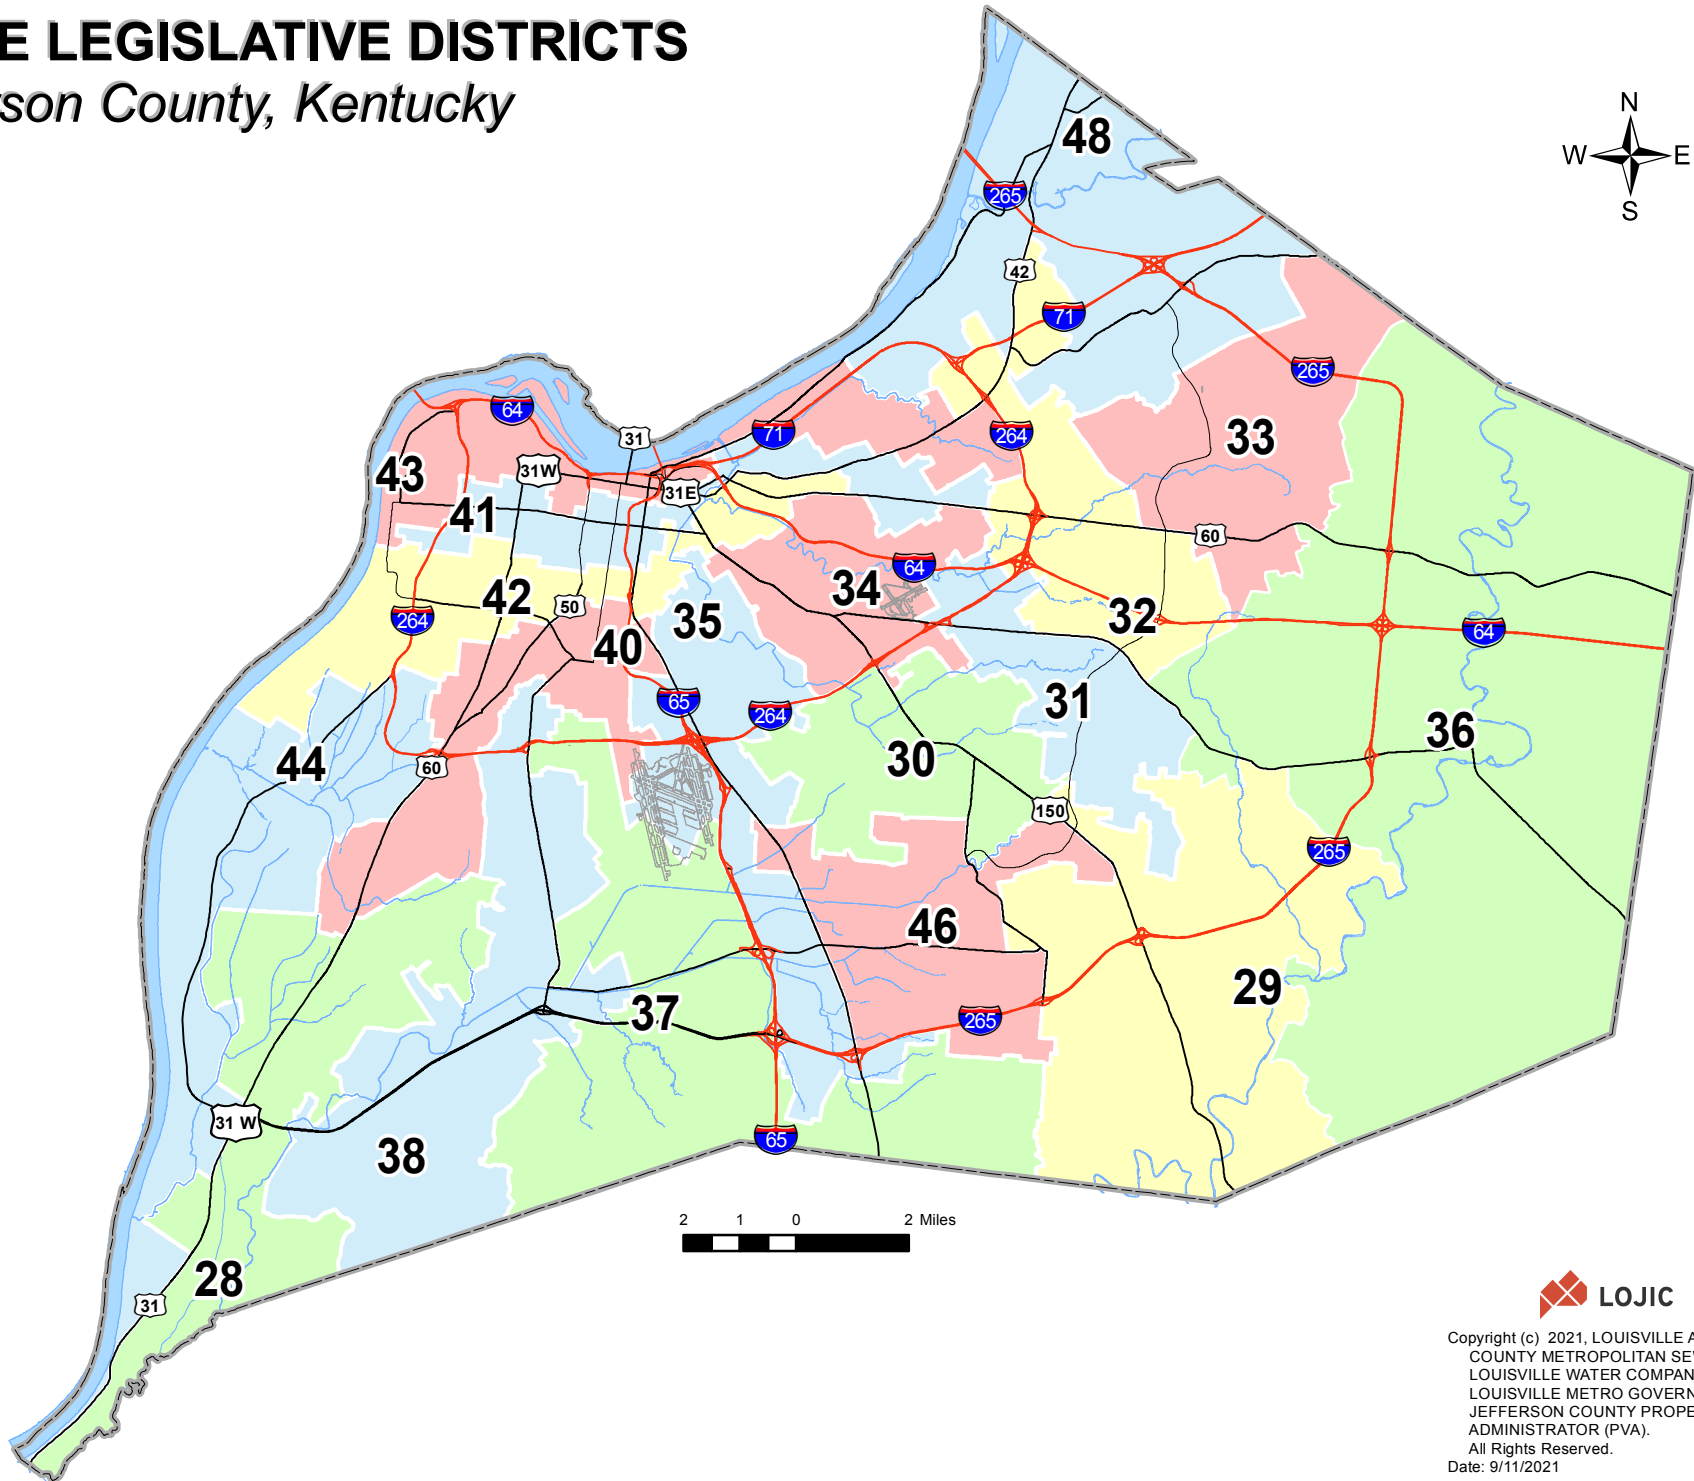 E LEGISLATIVE DISTRICTS
rson County, Kentucky
N
W E
S
48
265
42
71
265
33
64
31
71
264
43
31W
31E
41
60
64
34
42
50
32
264
35
40
64
65
31
264
36
44
30
60
150
265
46
29
37
265
31 W
65
38
2 1 0 2 Miles
28
31
LOJIC
Copyright (c) 2021, LOUISVILLE A
COUNTY METROPOLITAN SE
LOUISVILLE WATER COMPAN
LOUISVILLE METRO GOVERN
JEFFERSON COUNTY PROPE
ADMINISTRATOR (PVA).
All Rights Reserved.
Date: 9/11/2021